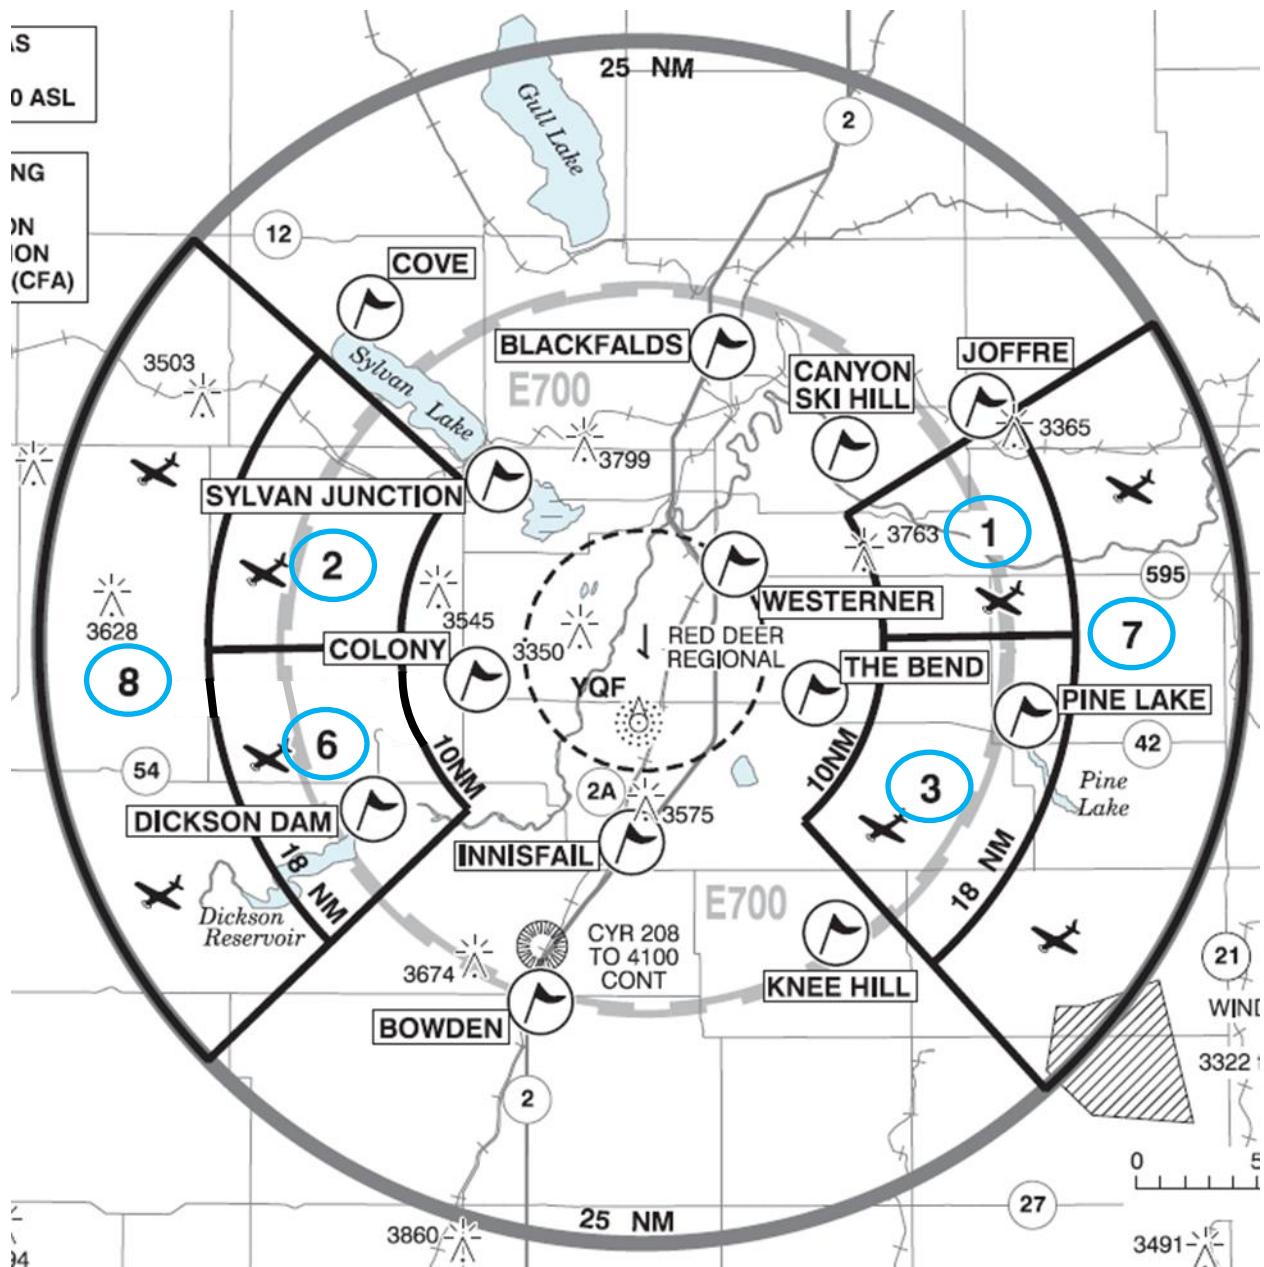 AS
0 ASL
NG
ON
ION
(CFA)
25 NM
Gull Lake
2
12
COVE
BLACKFALDS
JOFFRE
CANYON
SKI HILL
Sylvan Lake
E700
3503
3799
3365
SYLVAN JUNCTION
3763
1
2
595
3545
WESTERNER
3628
RED DEER
REGIONAL
3350
COLONY
7
8
THE BEND
YQF
PINE LAKE
6
42
54
10NM
10NM
3
2A
Pine
Lake
3575
DICKSON DAM
INNISFAIL
18 NM
18 NM
E700
Dickson
Reservoir
CYR 208
TO 4100
CONT
3674
21
KNEE HILL
WIND
BOWDEN
3322
2
0 5
27
25 NM
3860
3491
94